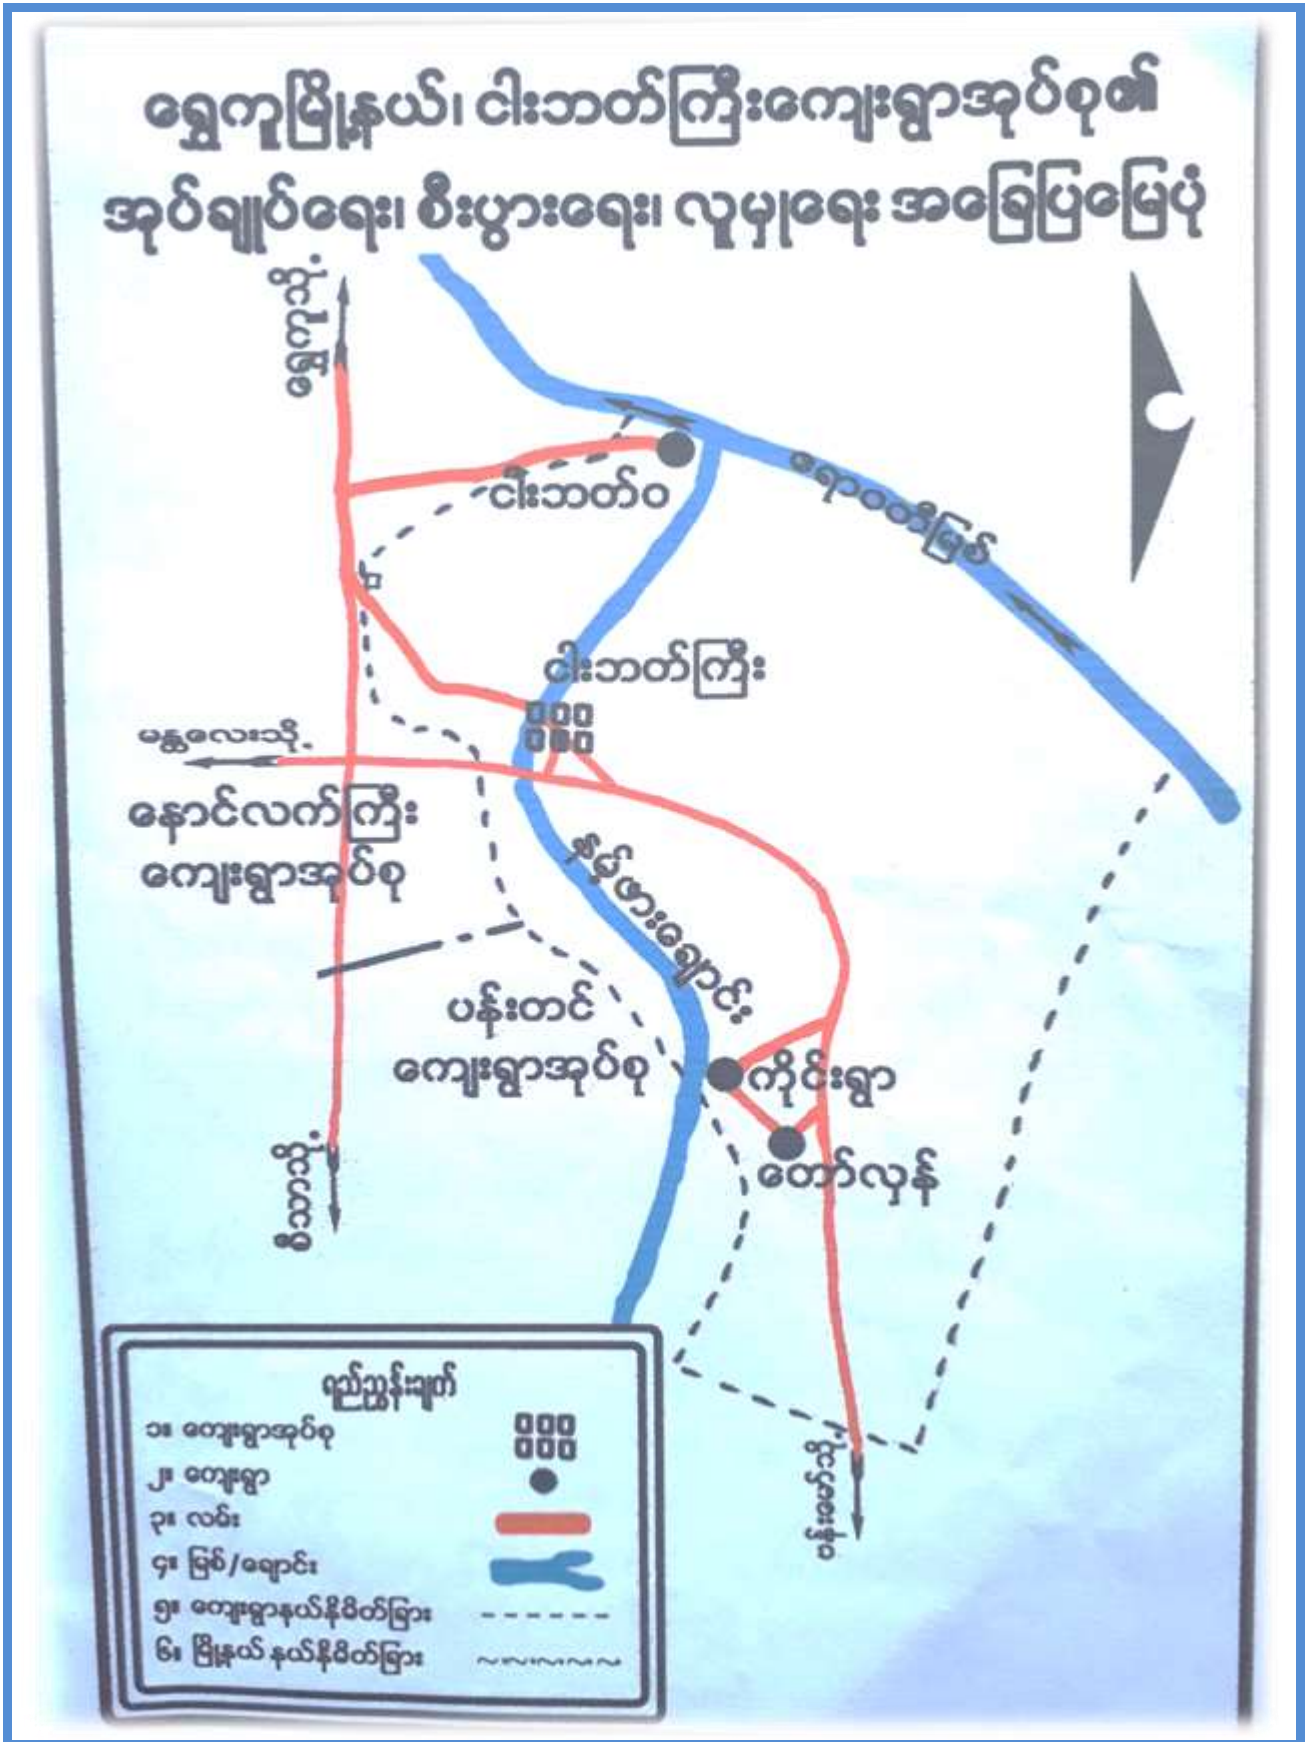 ရွှေကူမြို့နယ်၊ ငါးဘတ်ကြီးကျေးရွာအုပ်စု၏
အုပ်ချုပ်ရေး၊ စီးပွားရေး၊ လူမှုရေး အခြေပြမြေပုံ
ရွှေကူသို့
ငါးဘတ်ဝ
ဧရာဝတီမြစ်
ငါးဘတ်ကြီး
မန္တလေးသို့
နောင်လက်ကြီး
ကျေးရွာအုပ်စု
နမ့်ဖားချောင်း
ပန်းတင်
ကျေးရွာအုပ်စု
ကိုင်းရွာ
တော်လှန်
ဗန်းမော်သို့
ရည်ညွှန်းချက်
၁။ ကျေးရွာအုပ်စု
၂။ ကျေးရွာ
၃။ လမ်း
၄။ မြစ်/ချောင်း
၅။ ကျေးရွာနယ်နိမိတ်ခြား
၆။ မြို့နယ် နယ်နိမိတ်ခြား